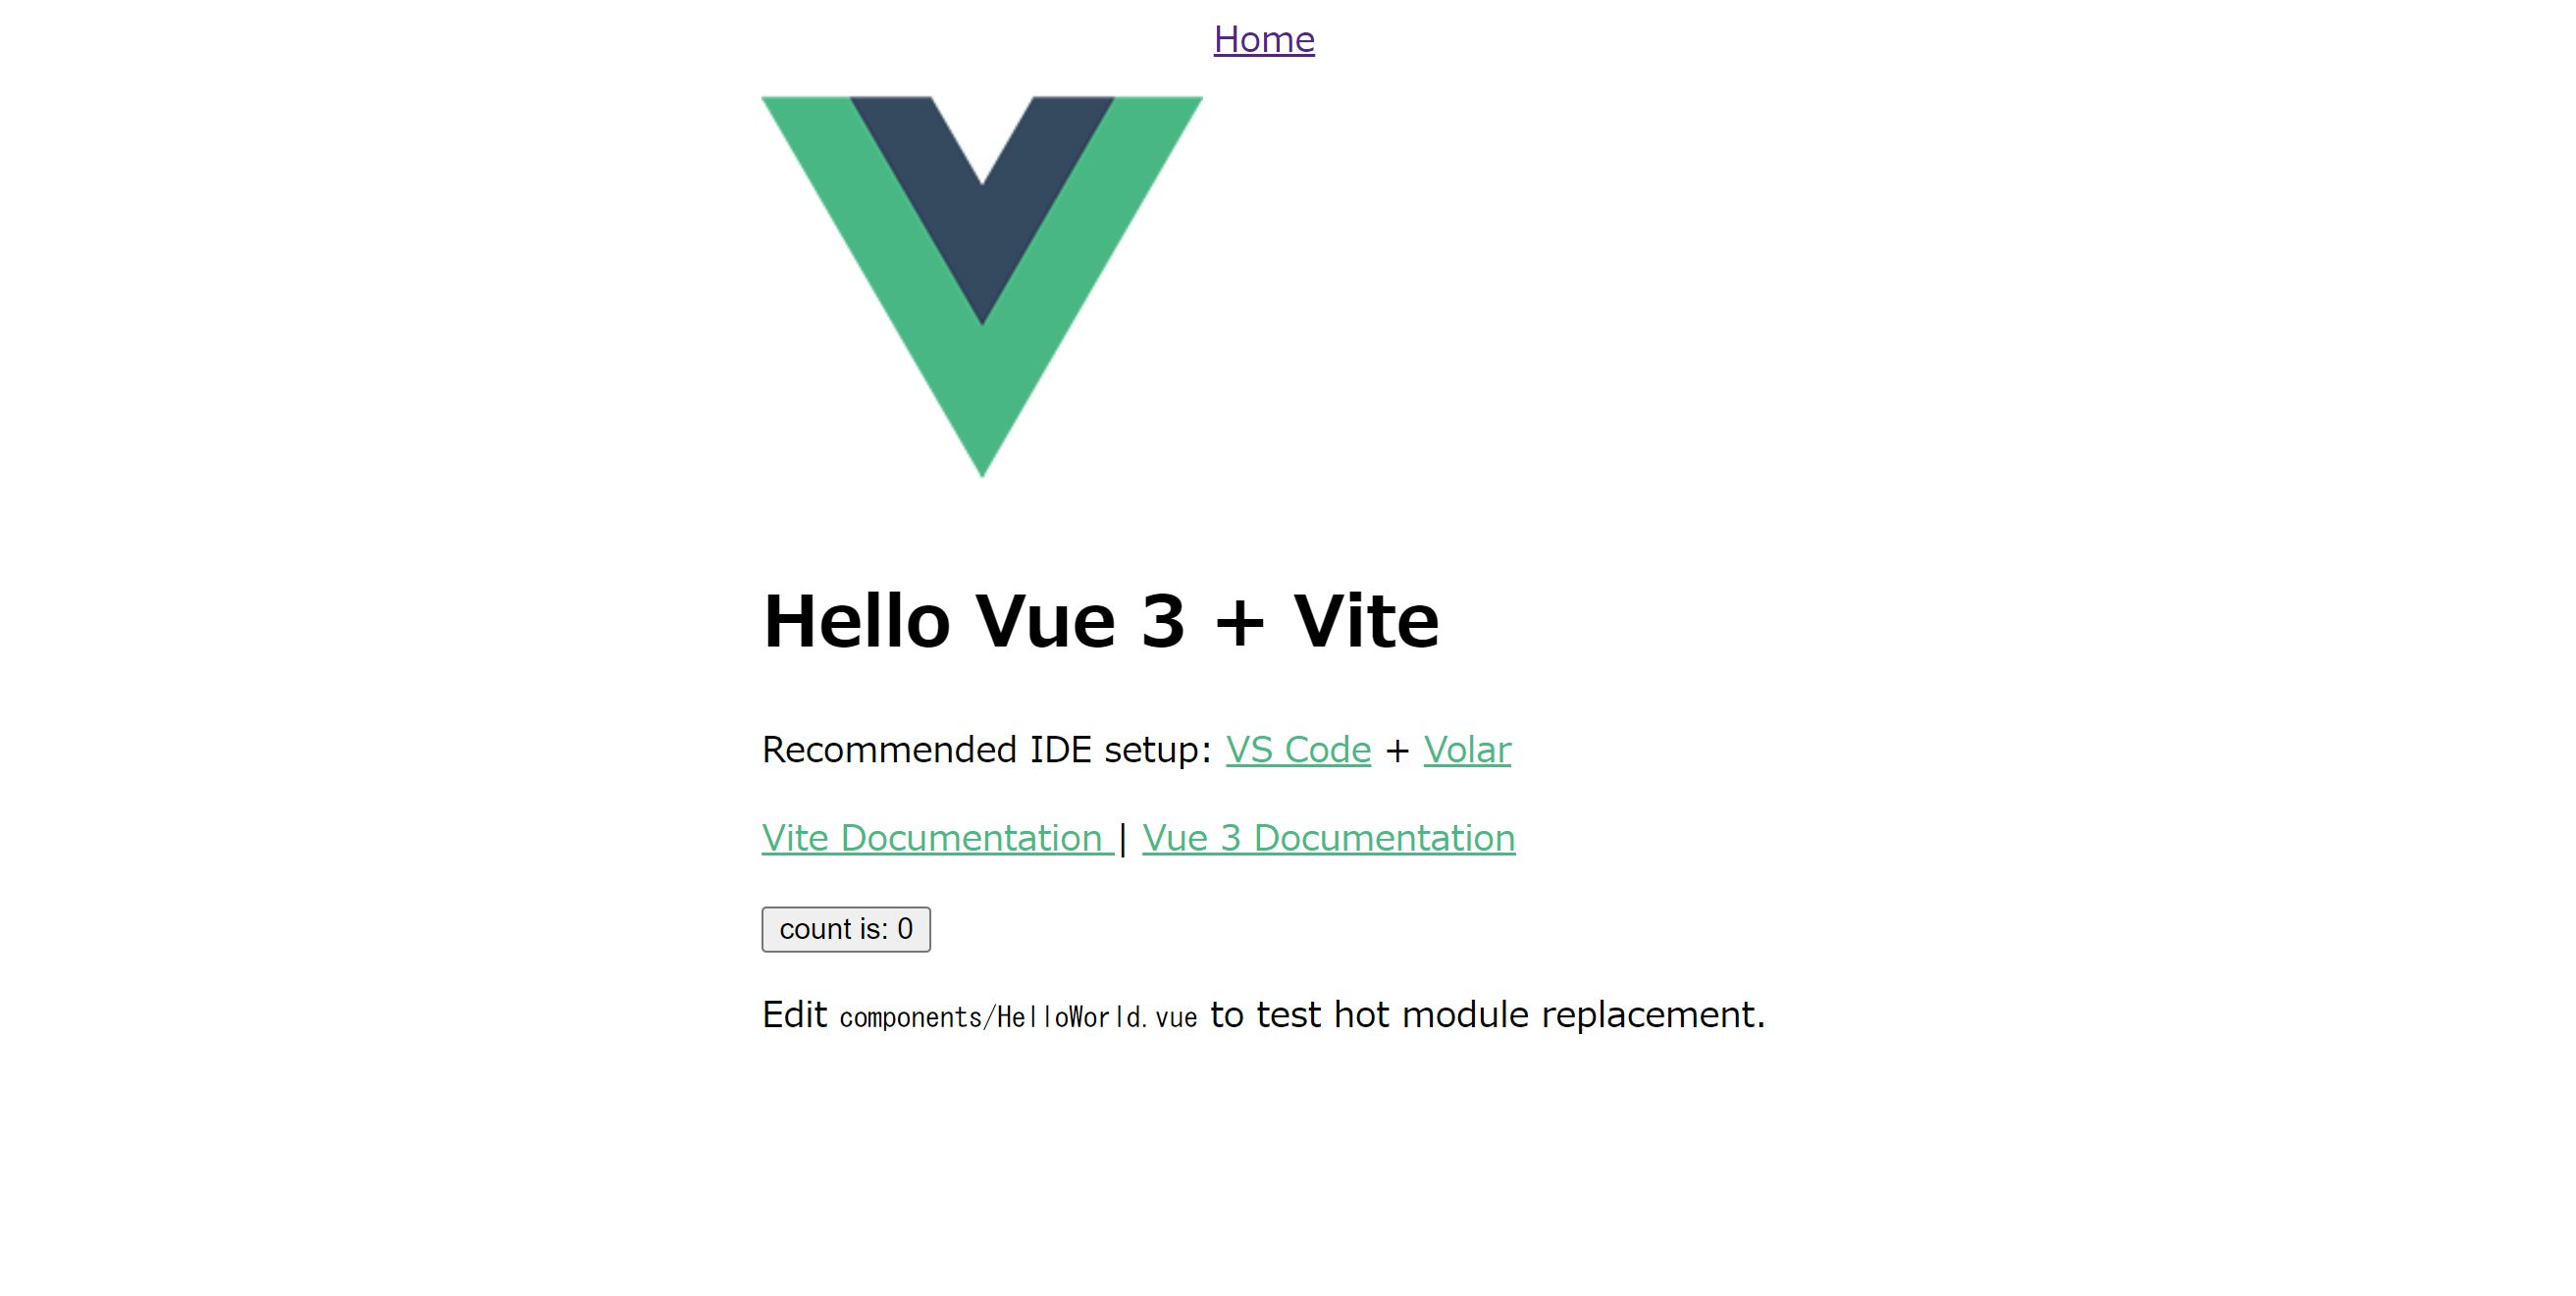 Home
Hello Vue 3 + Vite
Recommended IDE setup: VS Code + Volar
Vite Documentation | Vue 3 Documentation
count is: 0
Edit components/HelloWorld.vue to test hot module replacement.